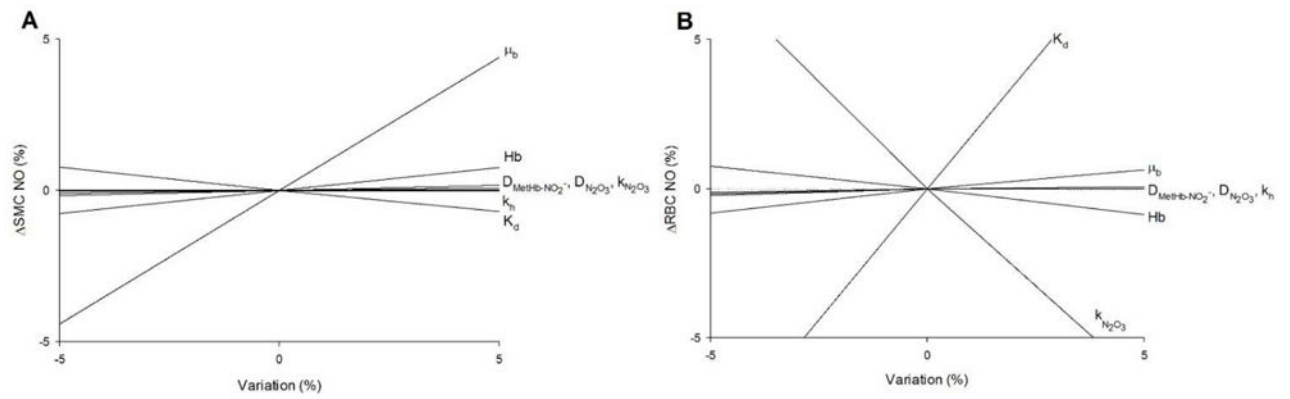 A
5
0
-5
-5
0
5
ΔSMC NO (%)
Variation (%)
μb
Hb
DMetHb-NO2-, DN2O3, kN2O3
kh
Kd
B
5
0
-5
-5
0
5
ΔRBC NO (%)
Variation (%)
Kd
μb
DMetHb-NO2-, DN2O3, kh
Hb
kN2O3